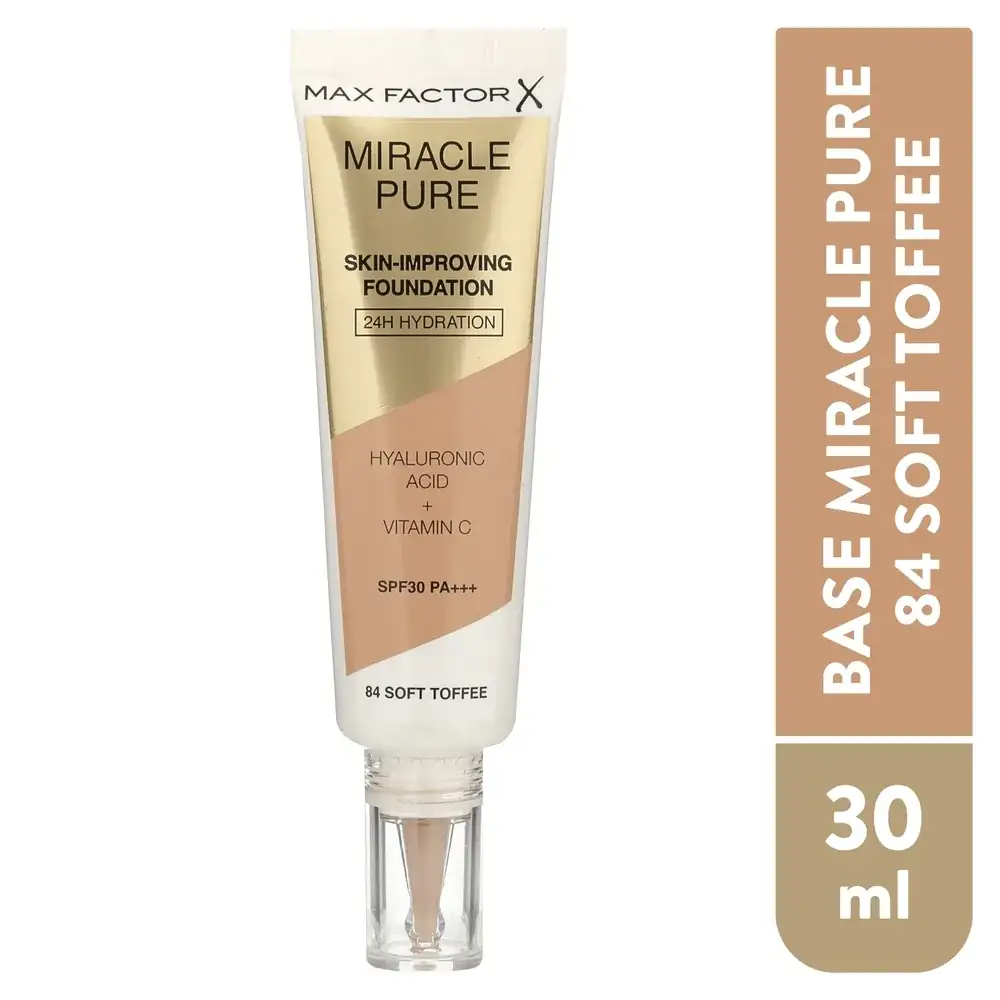 MAX FACTOR X
MIRACLE
PURE
SKIN-IMPROVING
FOUNDATION
24H HYDRATION
HYALURONIC
ACID
+
VITAMIN C
SPF30 PA+++
84 SOFT TOFFEE
BASE MIRACLE PURE
84 SOFT TOFFEE
30
ml